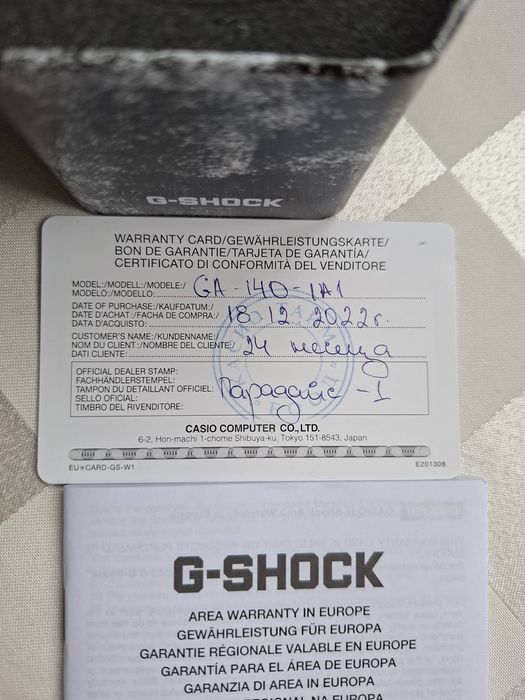 G-SHOCK
WARRANTY CARD/GEWÄHRLEISTUNGSKARTE/
BON DE GARANTIE/TARJETA DE GARANTÍA/
CERTIFICATO DI CONFORMITÀ DEL VENDITORE
MODEL:/MODELL:/MODELE:/
MODELO:/MODELLO: GA-140-1A1
DATE OF PURCHASE:/KAUFDATUM:/
DATE D'ACHAT:/FACHA DE COMPRA:/
DATA D'ACQUISTO: 18.12.2022г.
CUSTOMER'S NAME:/KUNDENNAME:/
NOM DU CLIENT:/NOMBRE DEL CLIENTE:/
DATI CLIENTE: 24 месеца
OFFICIAL DEALER STAMP:
FACHHÄNDLERSTEMPEL:
TAMPON DU DETAILLANT OFFICIEL:
SELLO OFICIAL:
TIMBRO DEL RIVENDITORE: Парадайс-1
CASIO COMPUTER CO.,LTD.
6-2, Hon-machi 1-chome Shibuya-ku, Tokyo 151-8543, Japan
EU✳CARD-GS-W1 E201308
G-SHOCK
AREA WARRANTY IN EUROPE
GEWÄHRLEISTUNG FÜR EUROPA
GARANTIE RÉGIONALE VALABLE EN EUROPE
GARANTÍA PARA EL ÁREA DE EUROPA
GARANZIA DI AREA IN EUROPA